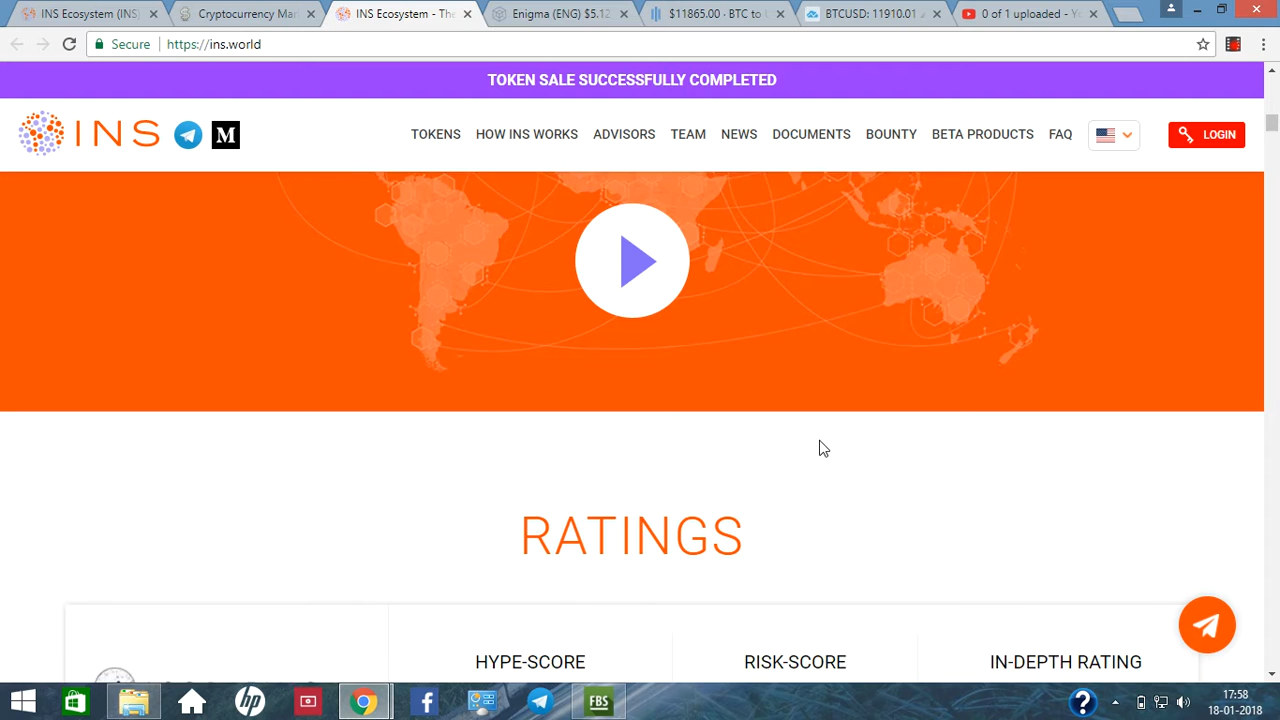 INS Ecosystem (INS)
Cryptocurrency Mar
INS Ecosystem - The
Enigma (ENG) $5.12
$11865.00 - BTC to
BTCUSD: 11910.01
0 of 1 uploaded - Yo
Secure
https://ins.world
TOKEN SALE SUCCESSFULLY COMPLETED
INS
M
TOKENS
HOW INS WORKS
ADVISORS
TEAM
NEWS
DOCUMENTS
BOUNTY
BETA PRODUCTS
FAQ
LOGIN
RATINGS
HYPE-SCORE
RISK-SCORE
IN-DEPTH RATING
hp
FBS
?
17:58
18-01-2018